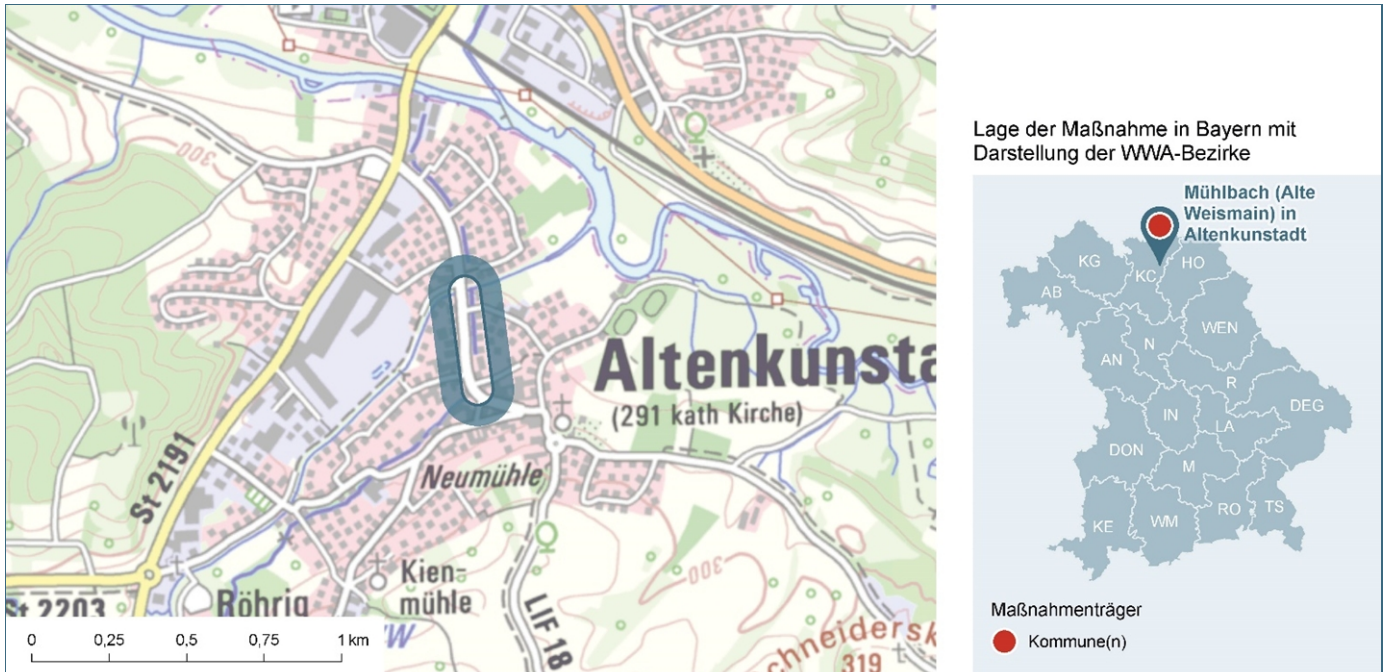 300
St 2191
Altenkunsta
(291 kath Kirche)
Neumühle
Kien=
mühle
Röhrig
St 2203
LIF 18
300
319
0 0,25 0,5 0,75 1 km
Lage der Maßnahme in Bayern mit
Darstellung der WWA-Bezirke
Mühlbach (Alte
Weismain) in
Altenkunstadt
KG
KC
HO
AB
WEN
N
AN
R
DEG
IN
LA
DON
M
KE
WM
RO
TS
Maßnahmenträger
Kommune(n)